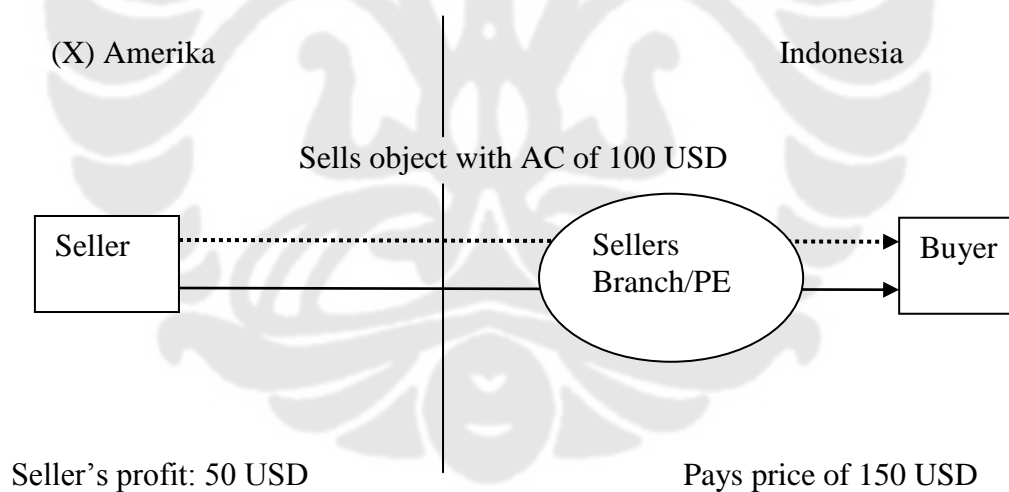 (X) Amerika
Indonesia
Sells object with AC of 100 USD
Seller
Sellers
Branch/PE
Buyer
Seller’s profit: 50 USD
Pays price of 150 USD